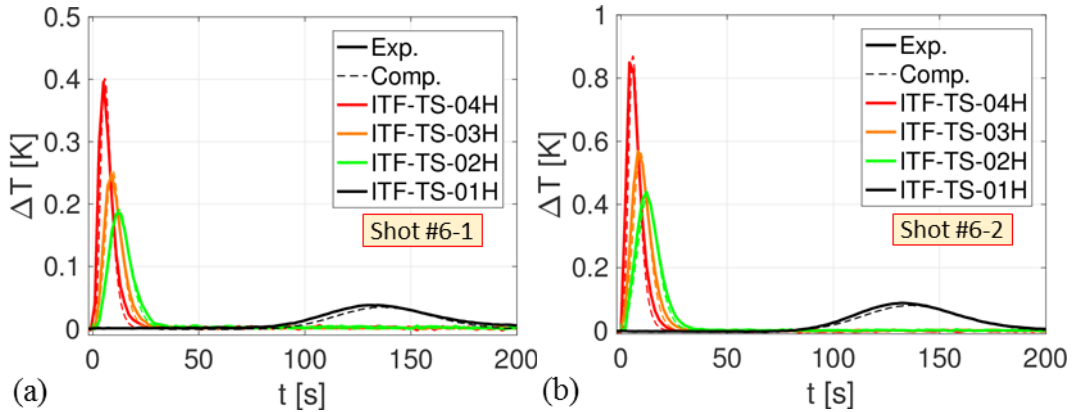 0.5
0.4
0.3
0.2
0.1
0
ΔT [K]
0
50
100
150
200
t [s]
Exp.
Comp.
ITF-TS-04H
ITF-TS-03H
ITF-TS-02H
ITF-TS-01H
Shot #6-1
(a)
1
0.8
0.6
0.4
0.2
0
ΔT [K]
0
50
100
150
200
t [s]
Exp.
Comp.
ITF-TS-04H
ITF-TS-03H
ITF-TS-02H
ITF-TS-01H
Shot #6-2
(b)